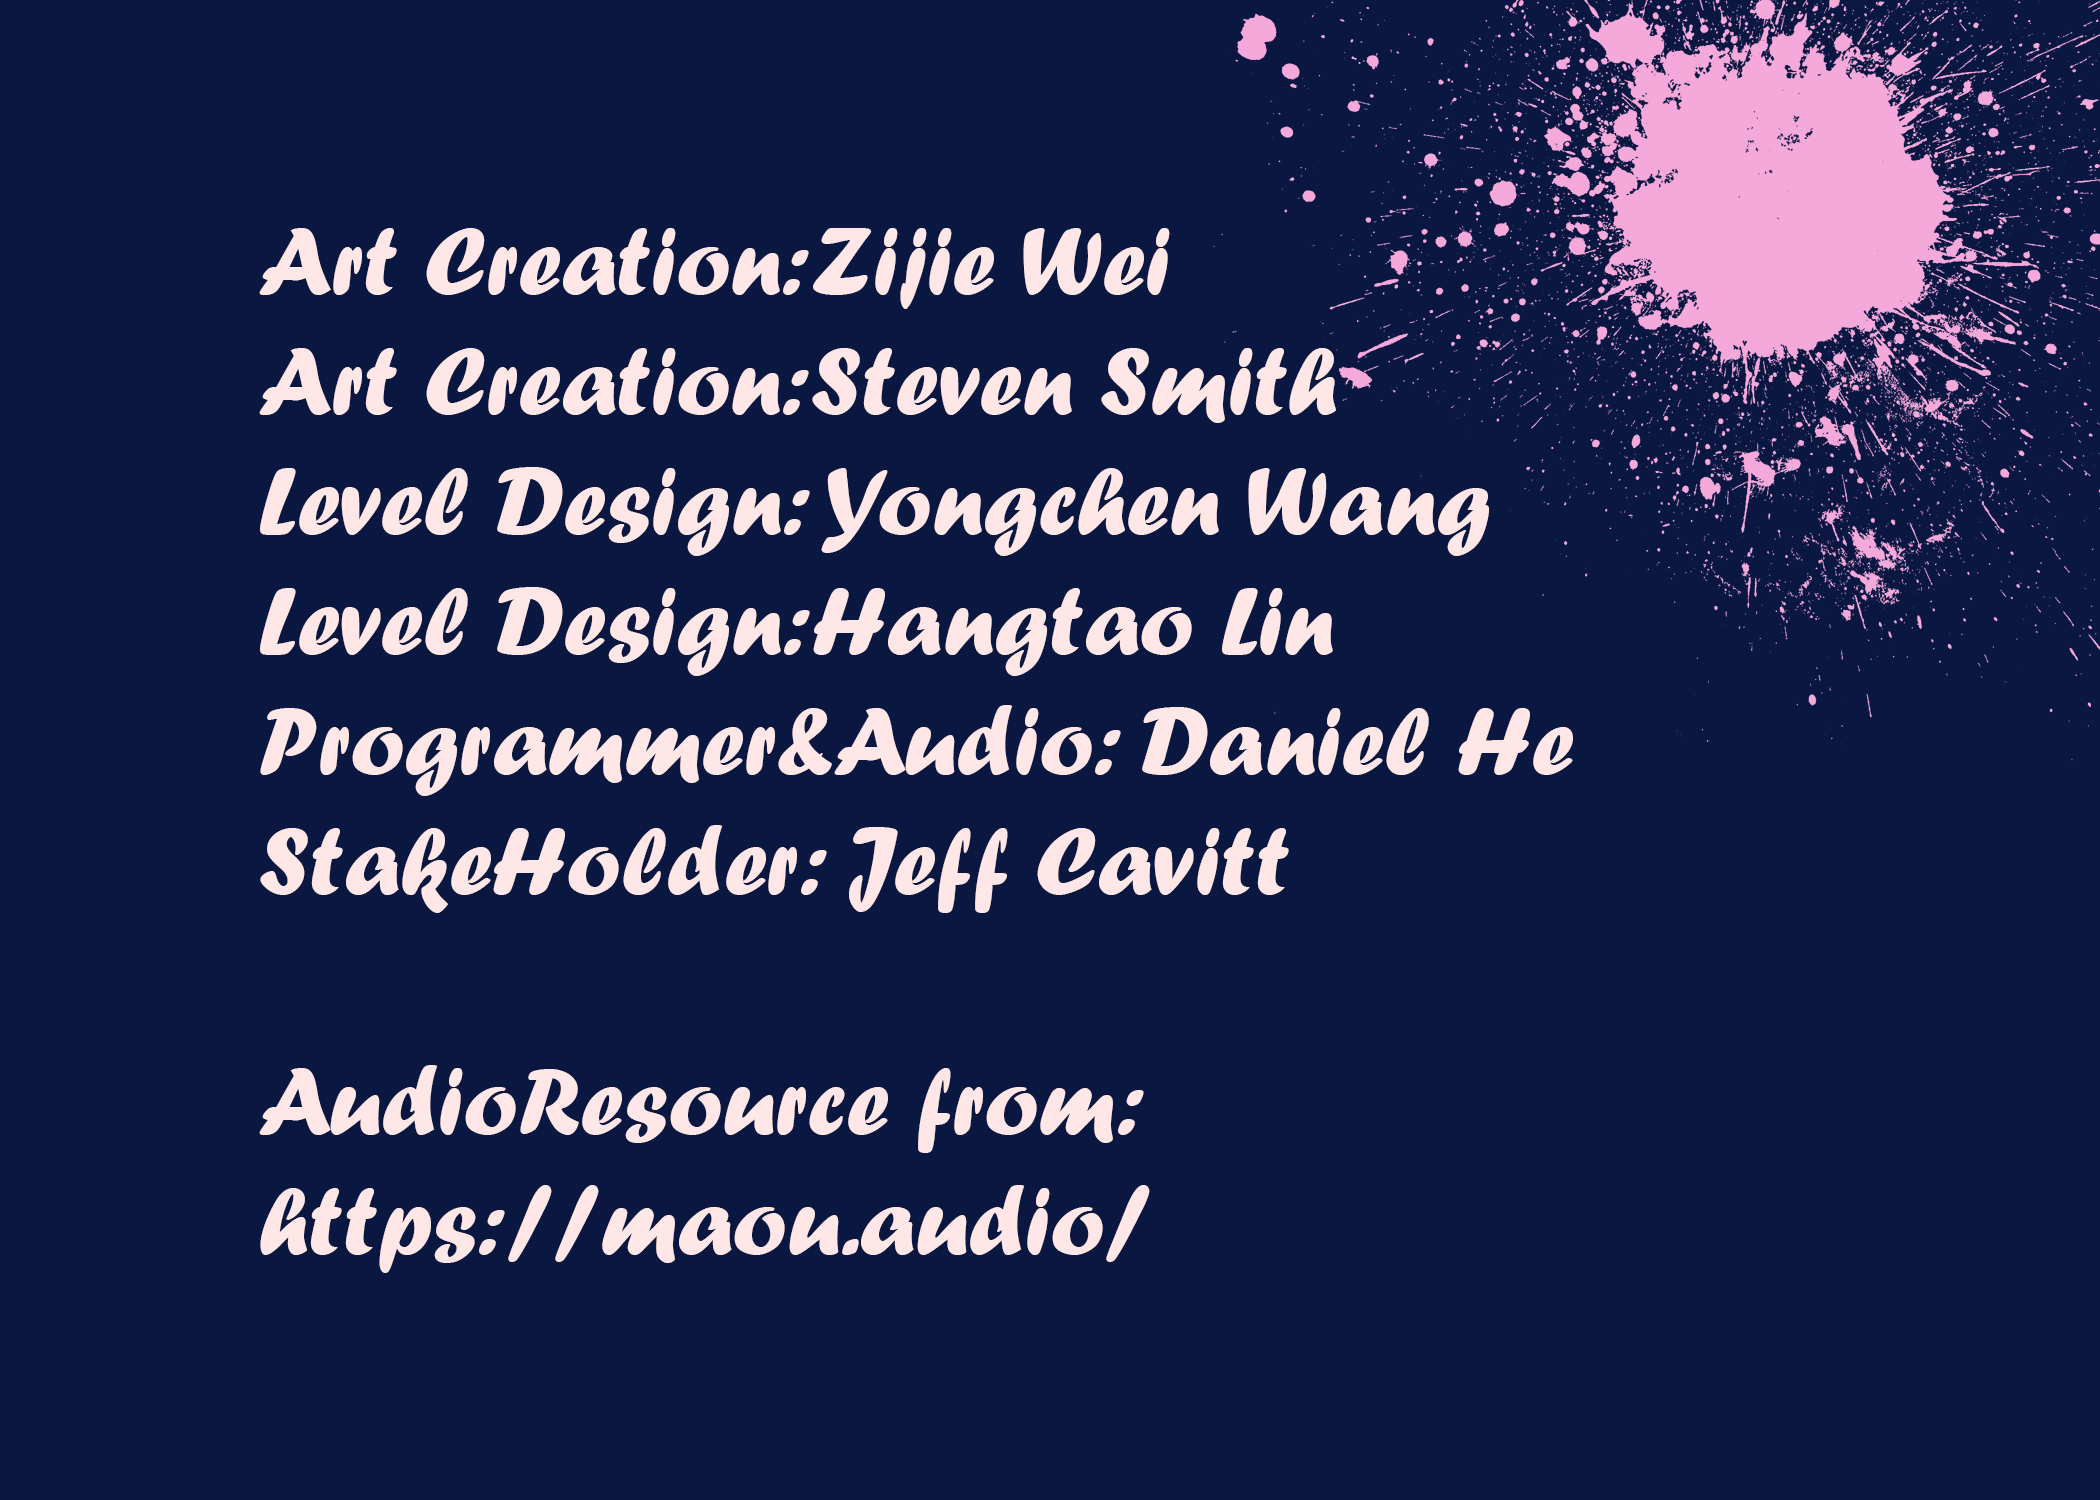 Art Creation:Zijie Wei
Art Creation:Steven Smith
Level Design:Yongchen Wang
Level Design:Hangtao Lin
Programmer&Audio: Daniel He
StakeHolder: Jeff Cavitt
AudioResource from:
https://maou.audio/